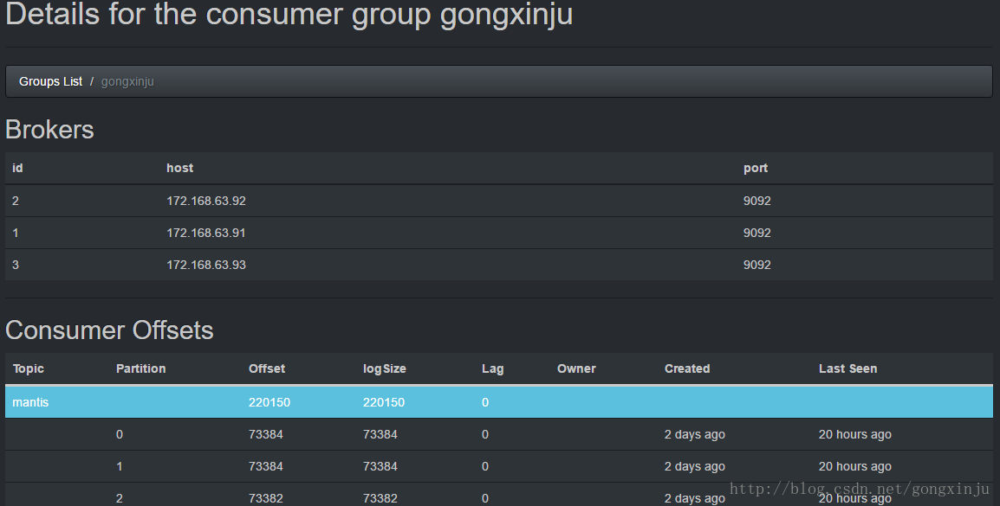 Details for the consumer group gongxinju
Groups List / gongxinju
Brokers
id host port
2 172.168.63.92 9092
1 172.168.63.91 9092
3 172.168.63.93 9092
Consumer Offsets
Topic Partition Offset logSize Lag Owner Created Last Seen
mantis 220150 220150 0
0 73384 73384 0 2 days ago 20 hours ago
1 73384 73384 0 2 days ago 20 hours ago
2 73382 73382 0 2 days ago 20 hours ago
http://blog.csdn.net/gongxinju